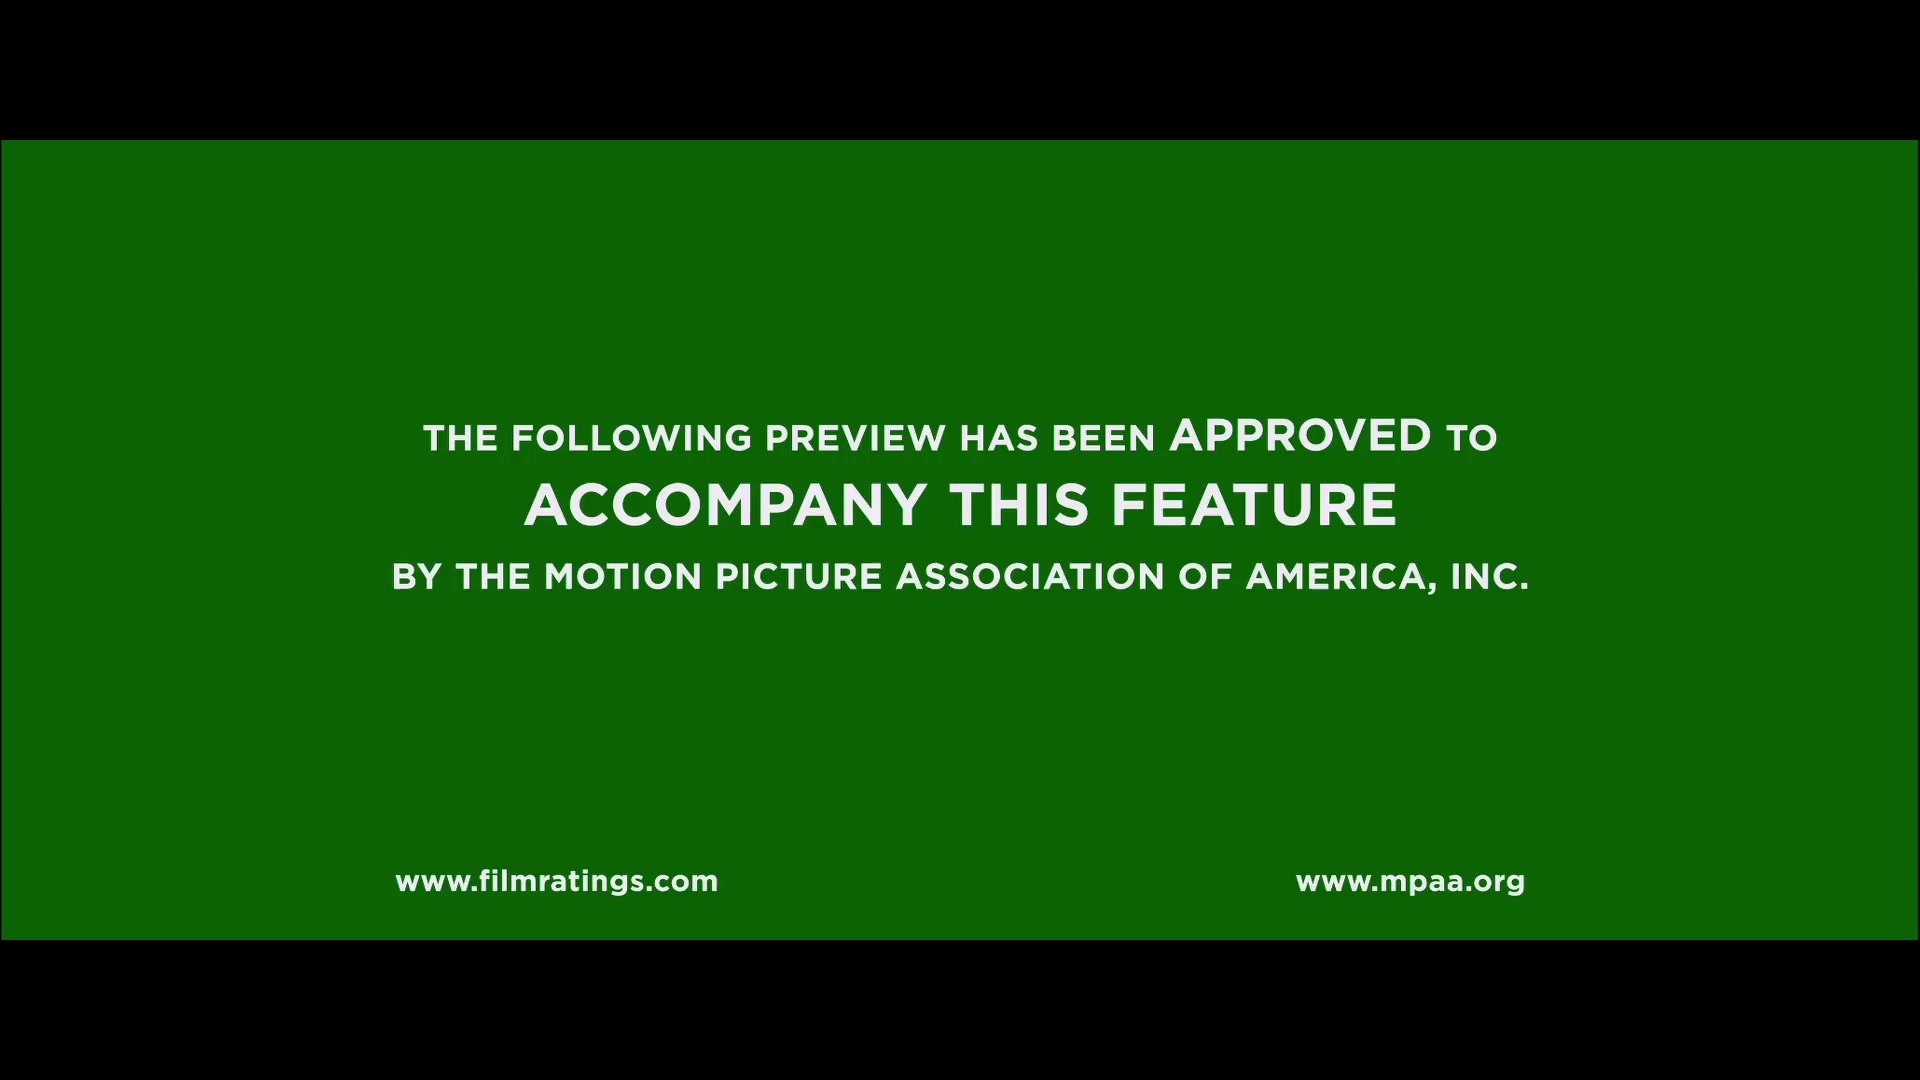 THE FOLLOWING PREVIEW HAS BEEN APPROVED TO
ACCOMPANY THIS FEATURE
BY THE MOTION PICTURE ASSOCIATION OF AMERICA, INC.
www.filmratings.com
www.mpaa.org